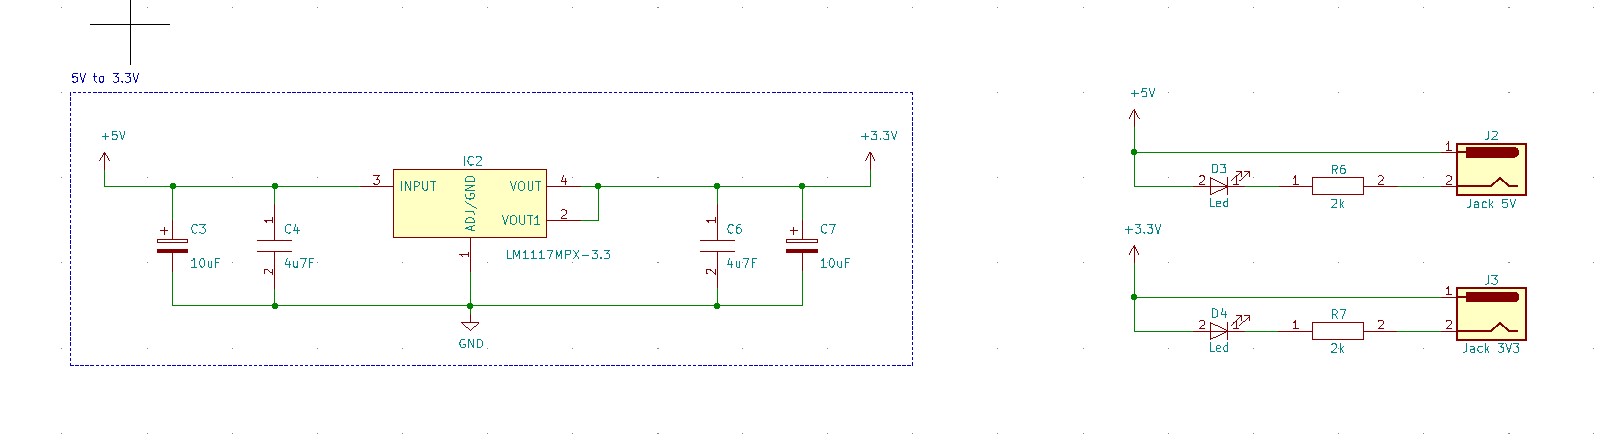 5V to 3.3V
+5V
+3.3V
IC2
3
INPUT
ADJ/GND
VOUT
4
VOUT1
2
1
LM1117MPX-3.3
+
C3
10uF
1
C4
2
4u7F
1
C6
2
4u7F
+
C7
10uF
GND
+5V
J2
1
D3
2
1
Led
R6
1
2
2k
2
Jack 5V
+3.3V
J3
1
D4
2
1
Led
R7
1
2
2k
2
Jack 3V3